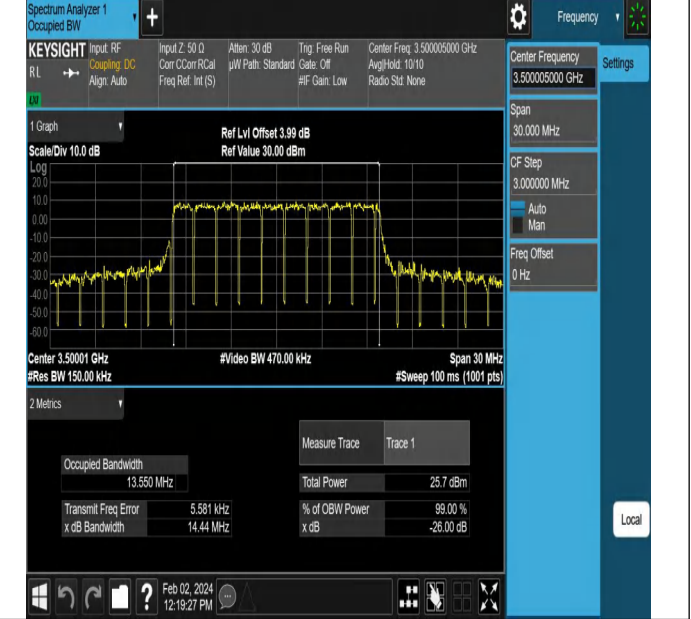 Spectrum Analyzer 1
Occupied BW
+
Frequency
KEYSIGHT
RL
Input: RF
Coupling: DC
Align: Auto
Input Z: 50 Ω
Corr CCorr RCal
Freq Ref: Int (S)
Atten: 30 dB
µW Path: Standard
Trig: Free Run
Gate: Off
#IF Gain: Low
Center Freq: 3.500005000 GHz
Avg|Hold: 10/10
Radio Std: None
LXI
Center Frequency
3.500005000 GHz
Settings
Span
30.000 MHz
CF Step
3.000000 MHz
Auto
Man
Freq Offset
0 Hz
1 Graph
Scale/Div 10.0 dB
Ref Lvl Offset 3.99 dB
Ref Value 30.00 dBm
Log
20.0
10.0
0.00
-10.0
-20.0
-30.0
-40.0
-50.0
-60.0
Center 3.50001 GHz
#Video BW 470.00 kHz
Span 30 MHz
#Res BW 150.00 kHz
#Sweep 100 ms (1001 pts)
2 Metrics
Measure Trace
Trace 1
Occupied Bandwidth
13.550 MHz
Total Power
25.7 dBm
Transmit Freq Error
5.581 kHz
% of OBW Power
99.00 %
x dB Bandwidth
14.44 MHz
x dB
-26.00 dB
Local
?
Feb 02, 2024
12:19:27 PM